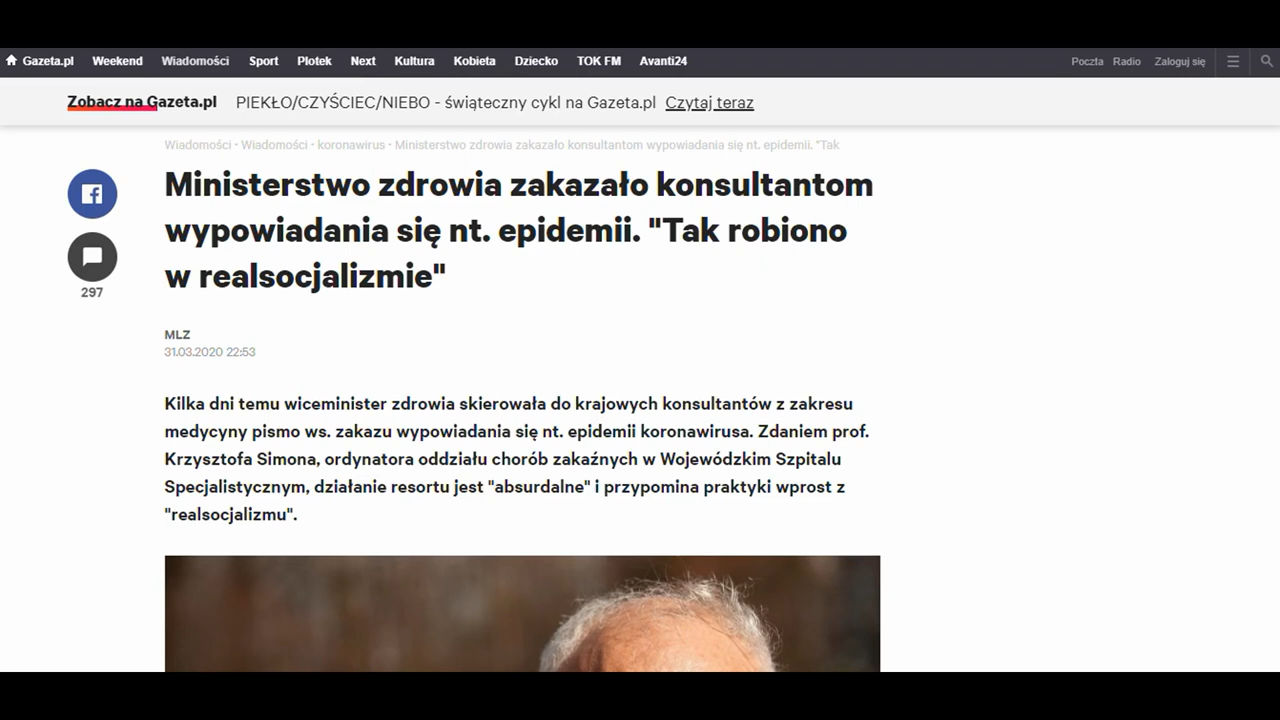 Gazeta.pl Weekend Wiadomości Sport Plotek Next Kultura Kobieta Dziecko TOK FM Avanti24 Poczta Radio Zaloguj się
Zobacz na Gazeta.pl PIEKŁO/CZYŚCIEC/NIEBO - świąteczny cykl na Gazeta.pl Czytaj teraz
Wiadomości · Wiadomości · koronawirus · Ministerstwo zdrowia zakazało konsultantom wypowiadania się nt. epidemii. "Tak
Ministerstwo zdrowia zakazało konsultantom
wypowiadania się nt. epidemii. "Tak robiono
w realsocjalizmie"
297
MLZ
31.03.2020 22:53
Kilka dni temu wiceminister zdrowia skierowała do krajowych konsultantów z zakresu
medycyny pismo ws. zakazu wypowiadania się nt. epidemii koronawirusa. Zdaniem prof.
Krzysztofa Simona, ordynatora oddziału chorób zakaźnych w Wojewódzkim Szpitalu
Specjalistycznym, działanie resortu jest "absurdalne" i przypomina praktyki wprost z
"realsocjalizmu".